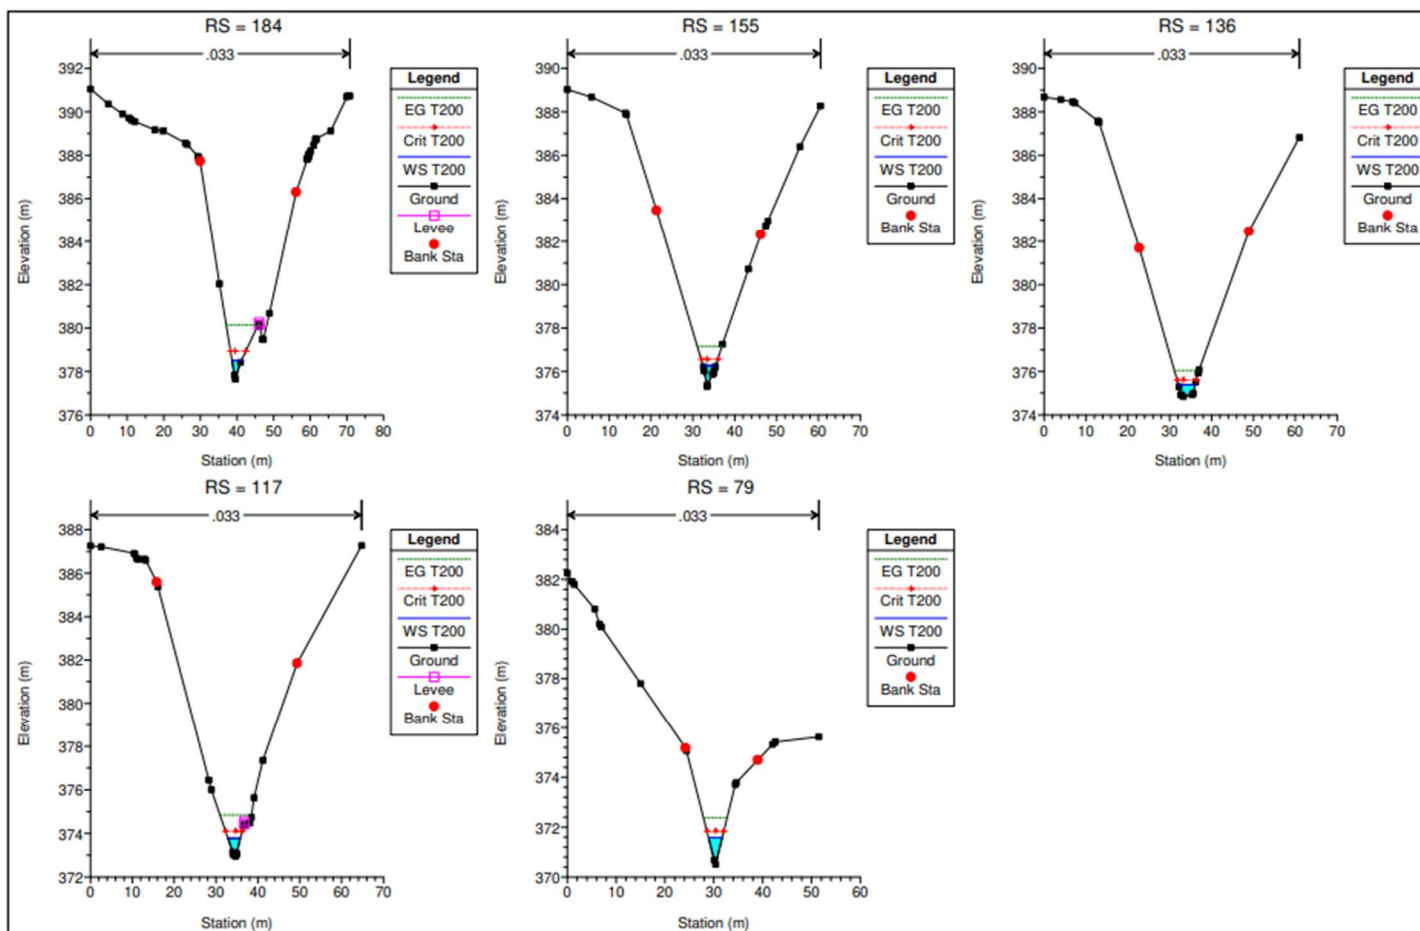 RS = 184
.033
392
390
388
386
384
382
380
378
376
0 10 20 30 40 50 60 70 80
Station (m)
Elevation (m)
Legend
EG T200
Crit T200
WS T200
Ground
Levee
Bank Sta
RS = 155
.033
390
388
386
384
382
380
378
376
374
0 10 20 30 40 50 60 70
Station (m)
Elevation (m)
Legend
EG T200
Crit T200
WS T200
Ground
Bank Sta
RS = 136
.033
390
388
386
384
382
380
378
376
374
0 10 20 30 40 50 60 70
Station (m)
Elevation (m)
Legend
EG T200
Crit T200
WS T200
Ground
Bank Sta
RS = 117
.033
388
386
384
382
380
378
376
374
372
0 10 20 30 40 50 60 70
Station (m)
Elevation (m)
Legend
EG T200
Crit T200
WS T200
Ground
Levee
Bank Sta
RS = 79
.033
384
382
380
378
376
374
372
370
0 10 20 30 40 50 60
Station (m)
Elevation (m)
Legend
EG T200
Crit T200
WS T200
Ground
Bank Sta